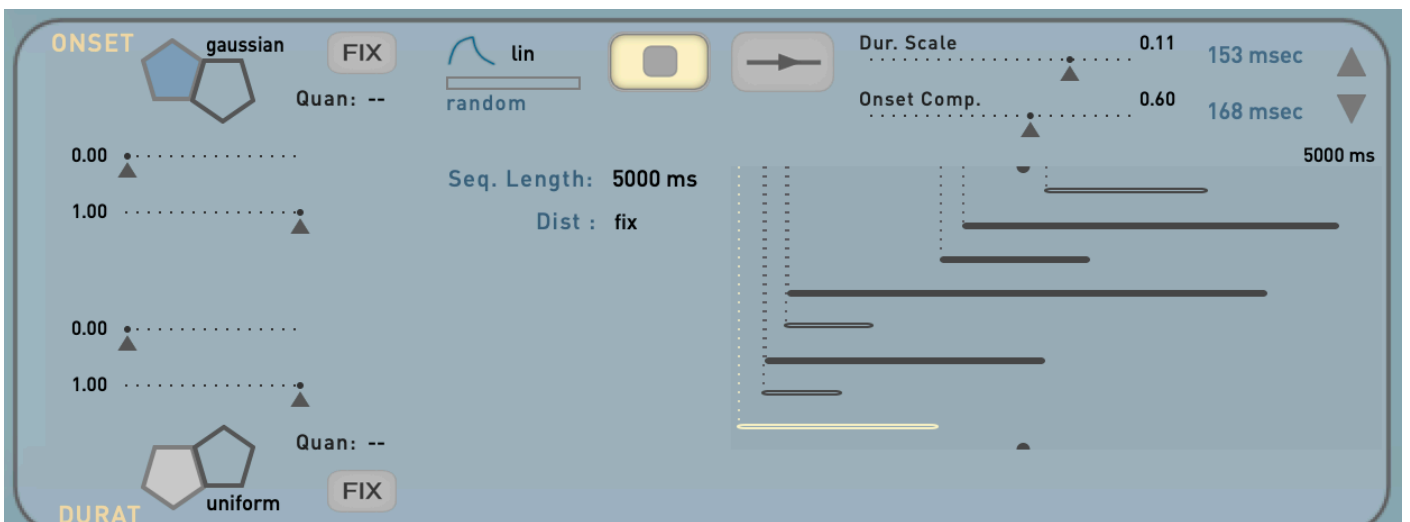 ONSET
gaussian
FIX
Quan: --
lin
random
Dur. Scale
0.11
153 msec
Onset Comp.
0.60
168 msec
5000 ms
0.00
1.00
Seq. Length: 5000 ms
Dist : fix
0.00
1.00
Quan: --
uniform
FIX
DURAT